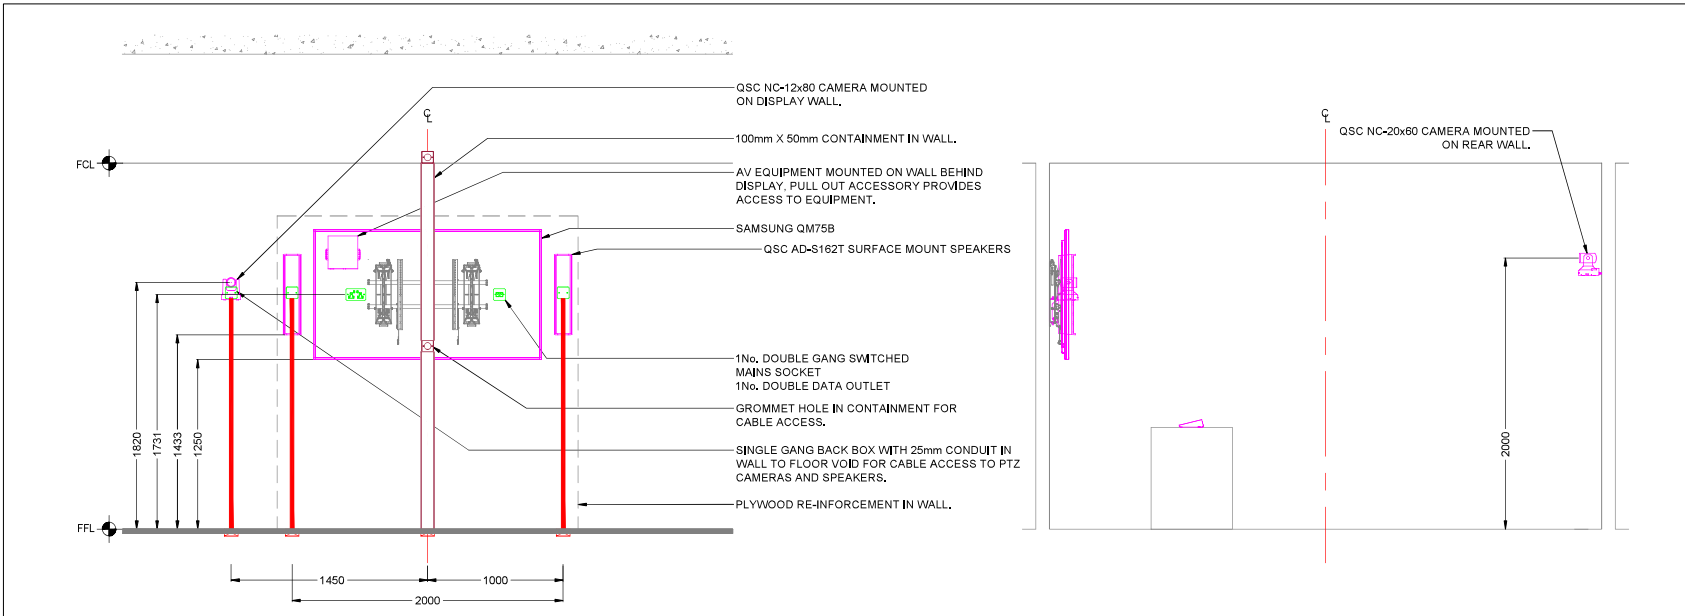 QSC NC-12x80 CAMERA MOUNTED
ON DISPLAY WALL.
100mm X 50mm CONTAINMENT IN WALL.
AV EQUIPMENT MOUNTED ON WALL BEHIND
DISPLAY, PULL OUT ACCESSORY PROVIDES
ACCESS TO EQUIPMENT.
SAMSUNG QM75B
QSC AD-S162T SURFACE MOUNT SPEAKERS
1No. DOUBLE GANG SWITCHED
MAINS SOCKET
1No. DOUBLE DATA OUTLET
GROMMET HOLE IN CONTAINMENT FOR
CABLE ACCESS.
SINGLE GANG BACK BOX WITH 25mm CONDUIT IN
WALL TO FLOOR VOID FOR CABLE ACCESS TO PTZ
CAMERAS AND SPEAKERS.
PLYWOOD RE-INFORCEMENT IN WALL.
CL
FCL
FFL
1820
1731
1433
1250
1450
1000
2000
CL
QSC NC-20x60 CAMERA MOUNTED
ON REAR WALL.
2000